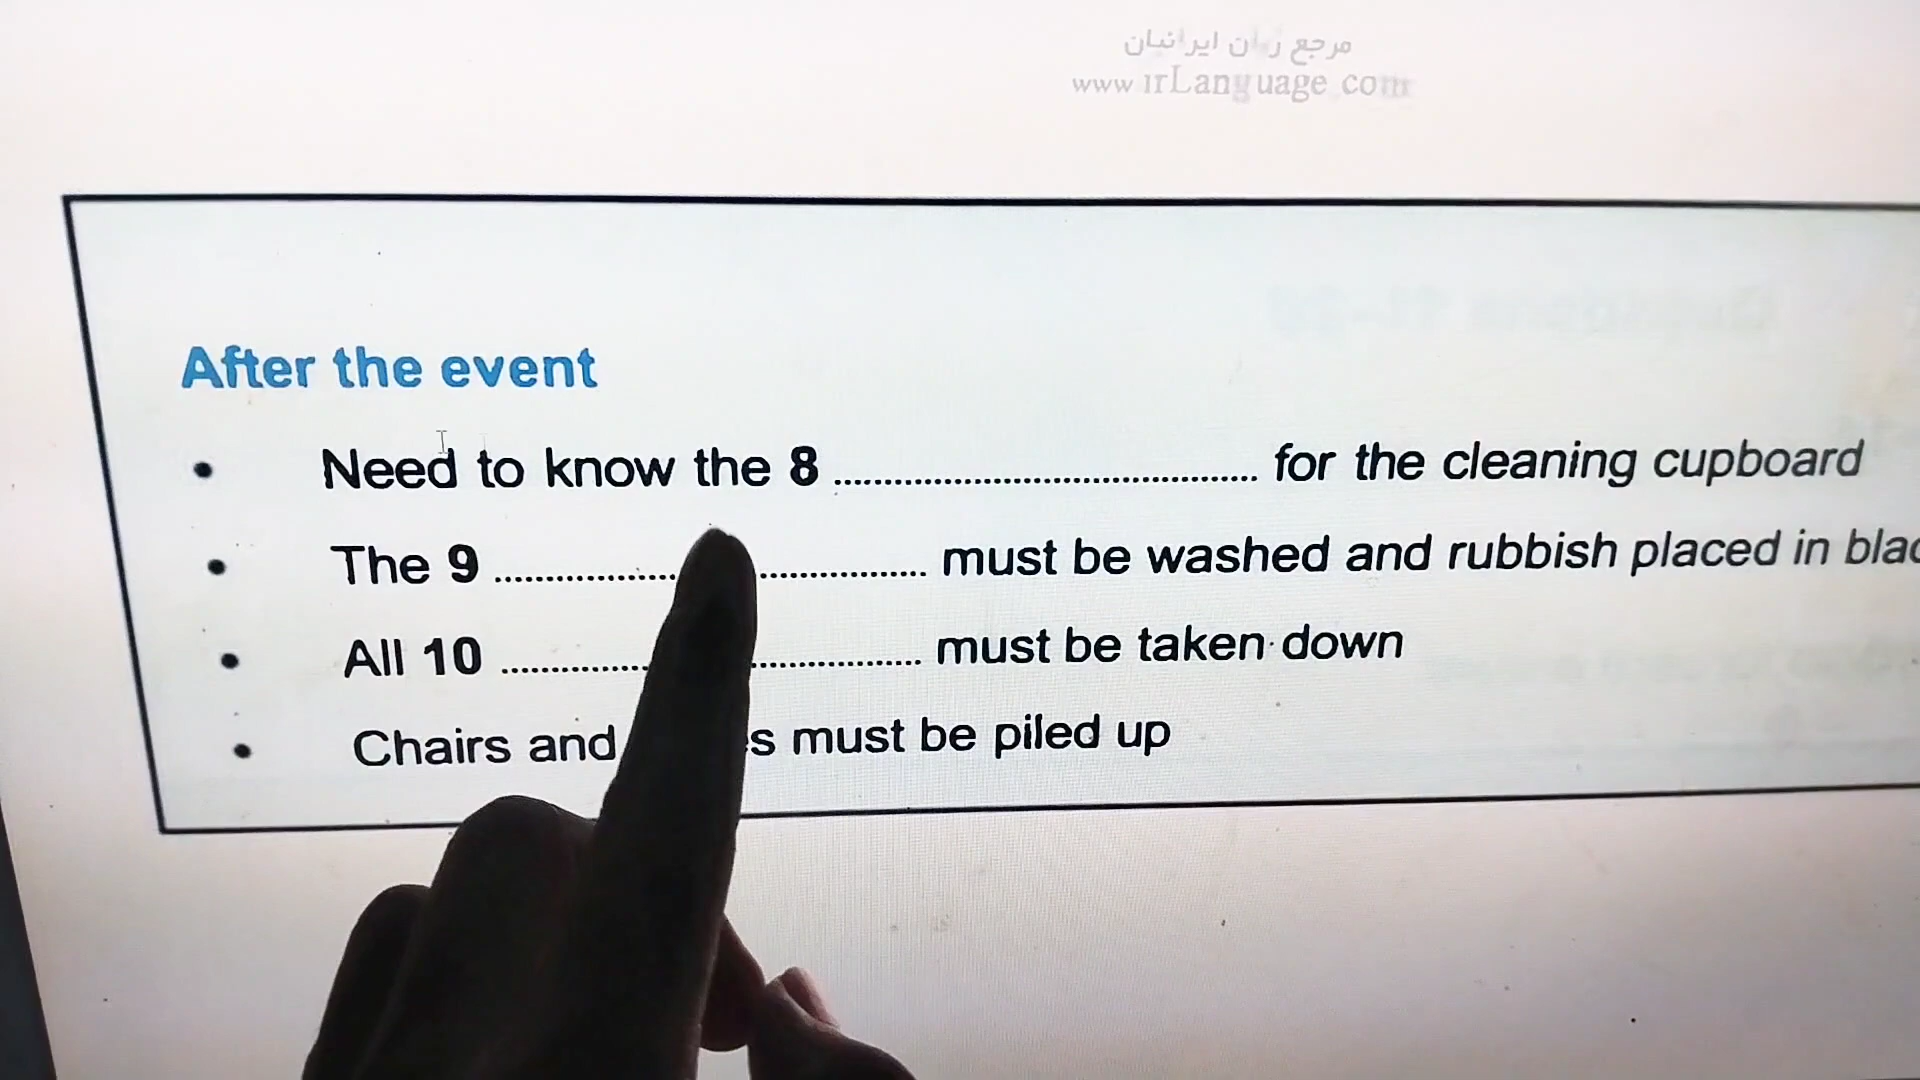 مرجع زبان ایرانیان
www irLanguage com
After the event
• Need to know the 8 .......................................... for the cleaning cupboard
• The 9 .......................................... must be washed and rubbish placed in
• All 10 .......................................... must be taken down
• Chairs and must be piled up